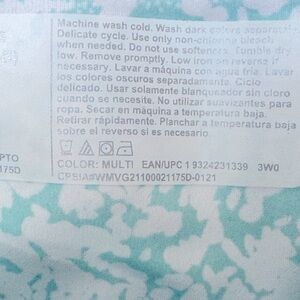 Machine wash cold. Wash dark colors separately.
Delicate cycle. Use only non-chlorine bleach
when needed. Do not use softeners. Tumble dry
low. Remove promptly. Low iron on reverse if
necessary. Lavar a máquina con agua fría. Lavar
los colores oscuros separadamente. Ciclo
delicado. Usar solamente blanqueador sin cloro
cuando se necesite. No utilizar suavizantes para
ropa. Secar en máquina a temperatura baja.
Retirar rápidamente. Planchar a temperatura baja
sobre el reverso si es necesario.
PTO
1175D
COLOR: MULTI EAN/UPC 1 9324231339 3W0
CPSIA#WMVG21100021175D-0121